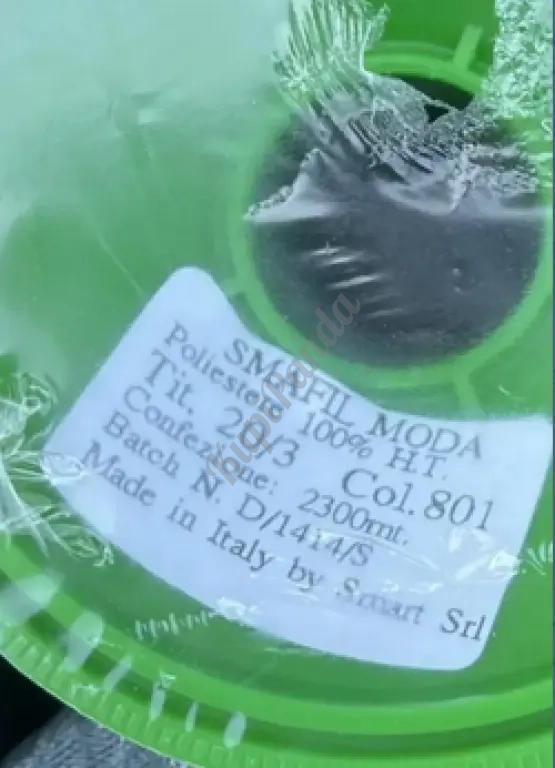 SMAFIL MODA
Poliestere 100% H.T.
Tit. 20/3 Col. 801
Confezione: 2300mt.
Batch N. D/1414/S
Made in Italy by Smart Srl